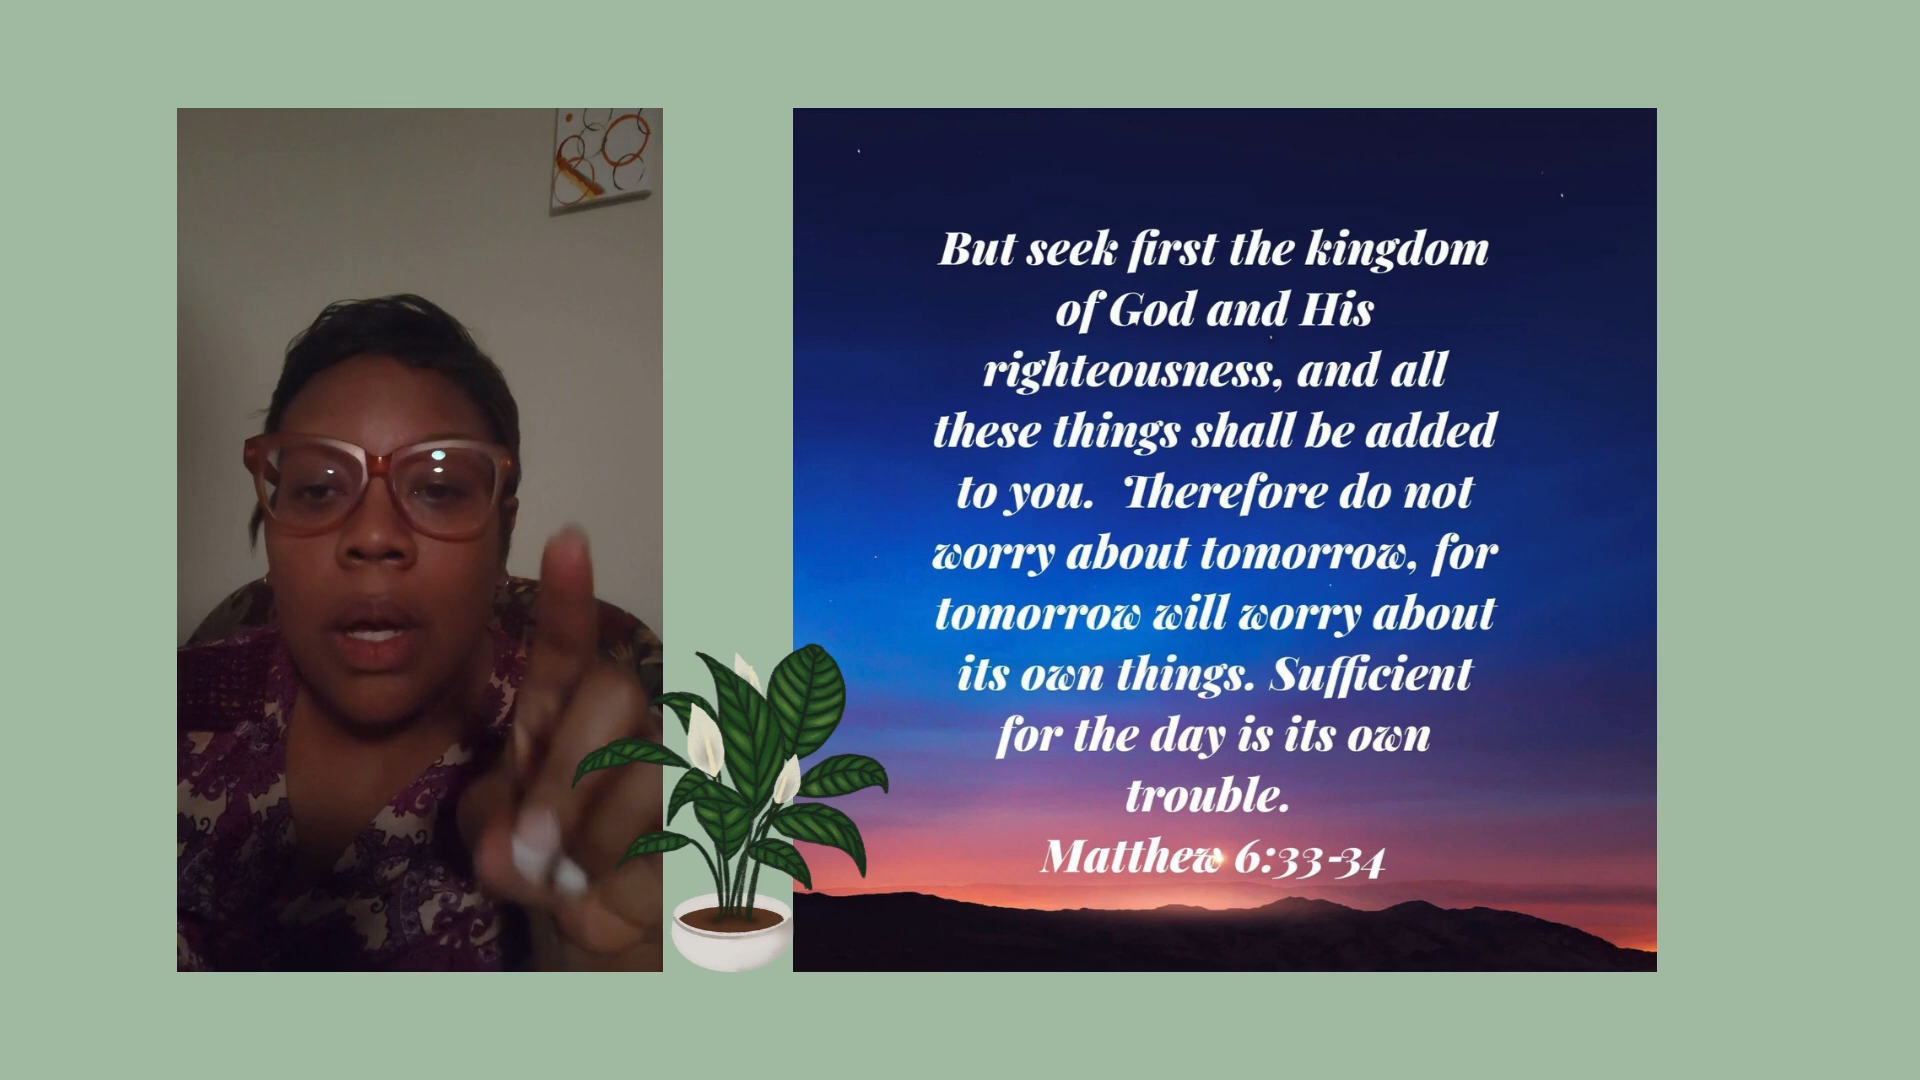 But seek first the kingdom
of God and His
righteousness, and all
these things shall be added
to you. Therefore do not
worry about tomorrow, for
tomorrow will worry about
its own things. Sufficient
for the day is its own
trouble.
Matthew 6:33-34